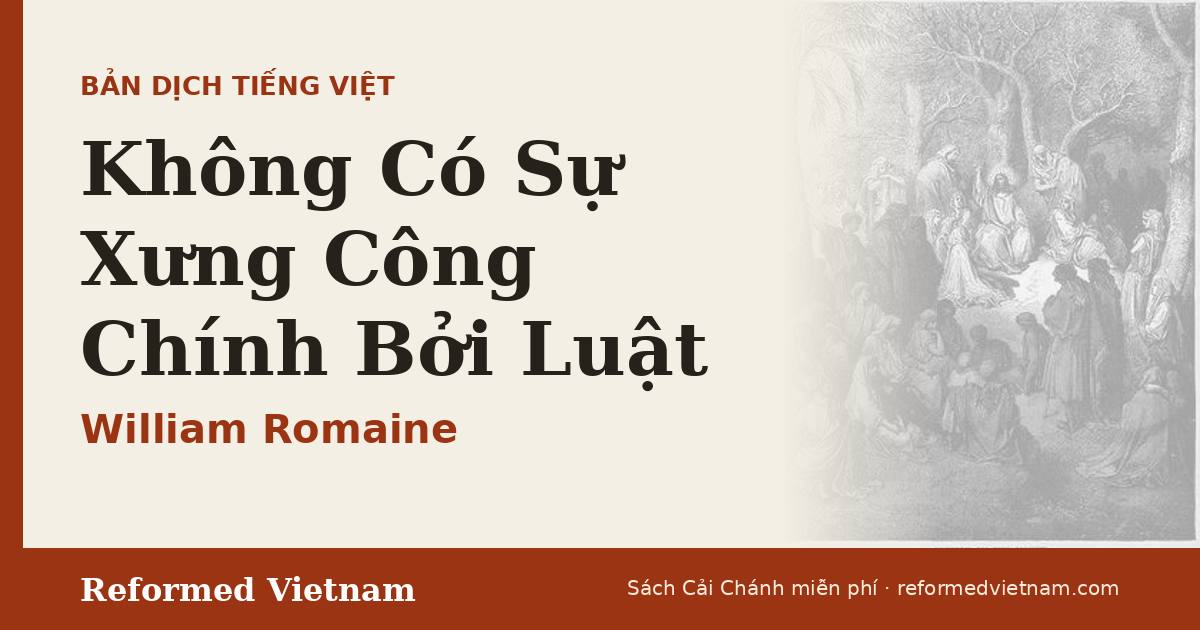 BẢN DỊCH TIẾNG VIỆT
Không Có Sự
Xưng Công
Chính Bởi Luật
William Romaine
Reformed Vietnam
Sách Cải Chánh miễn phí · reformedvietnam.com